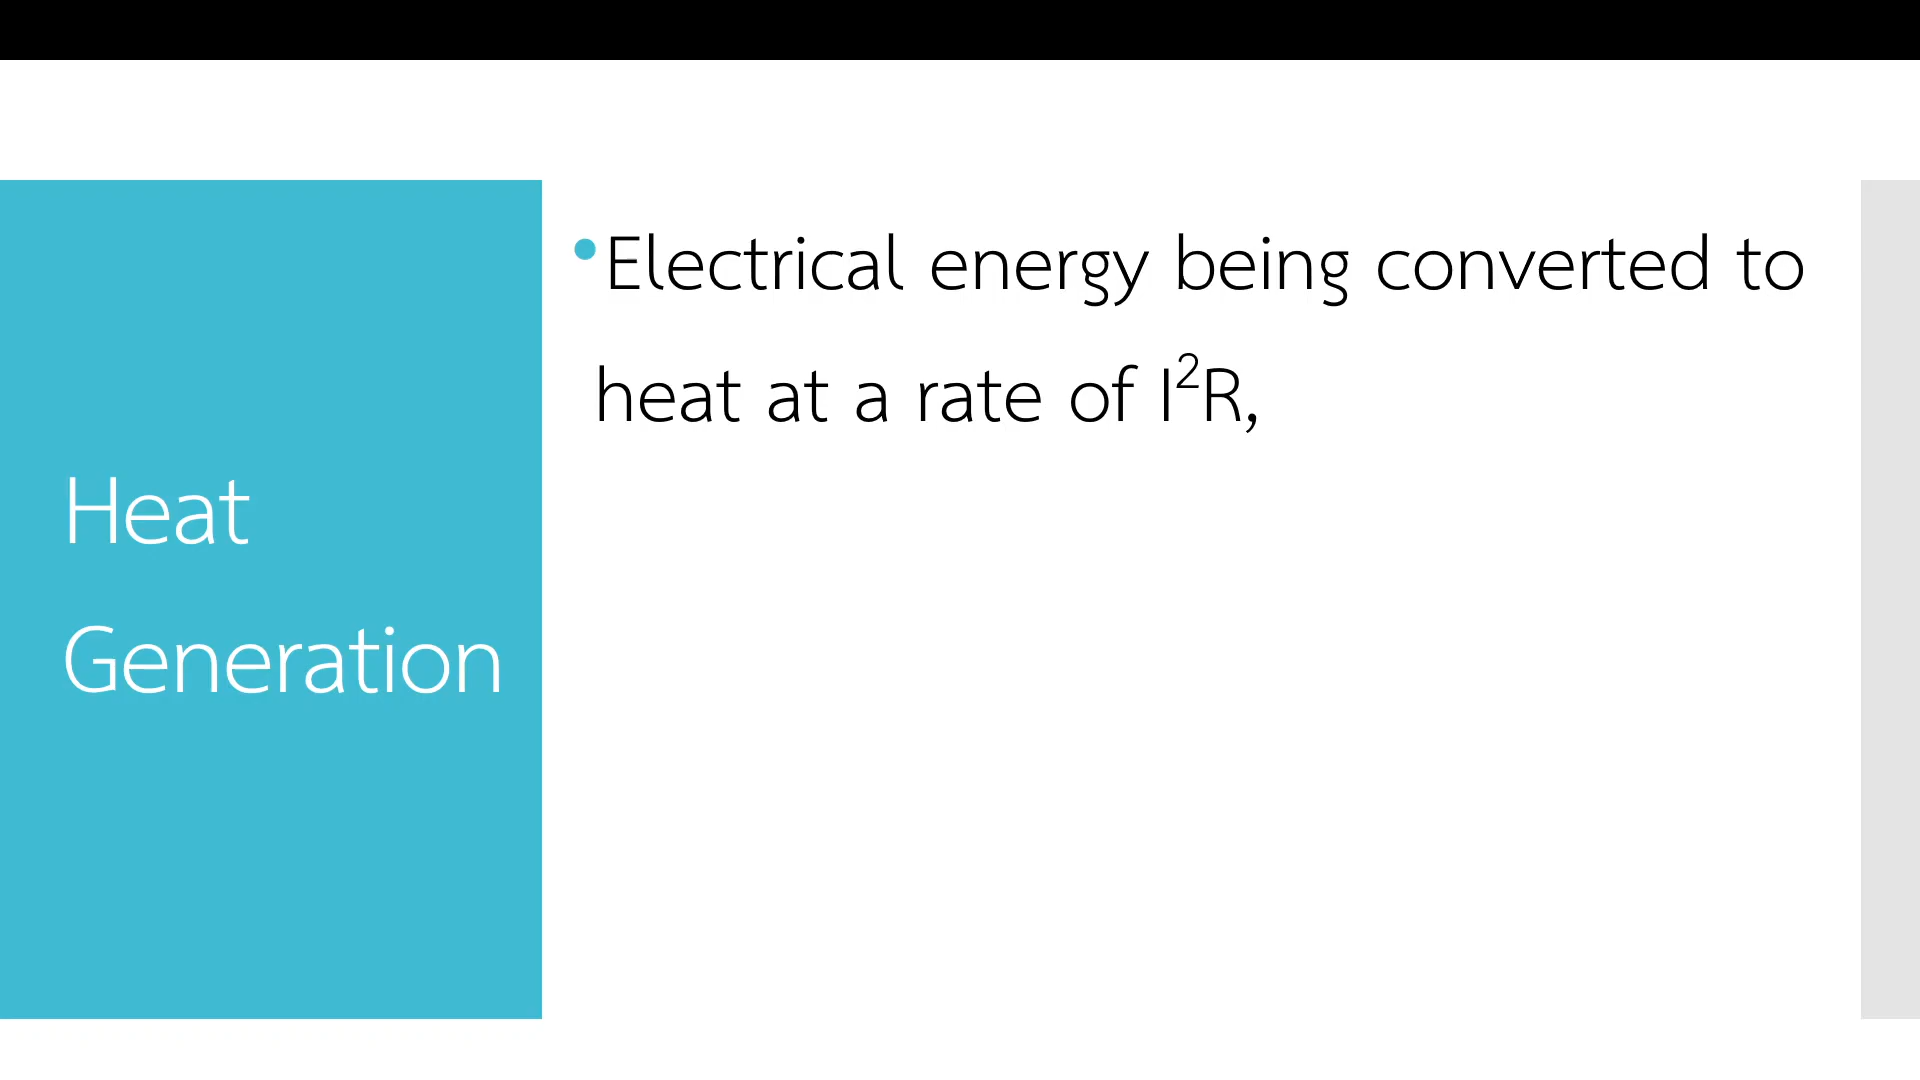 Heat
Generation
•Electrical energy being converted to
heat at a rate of I²R,